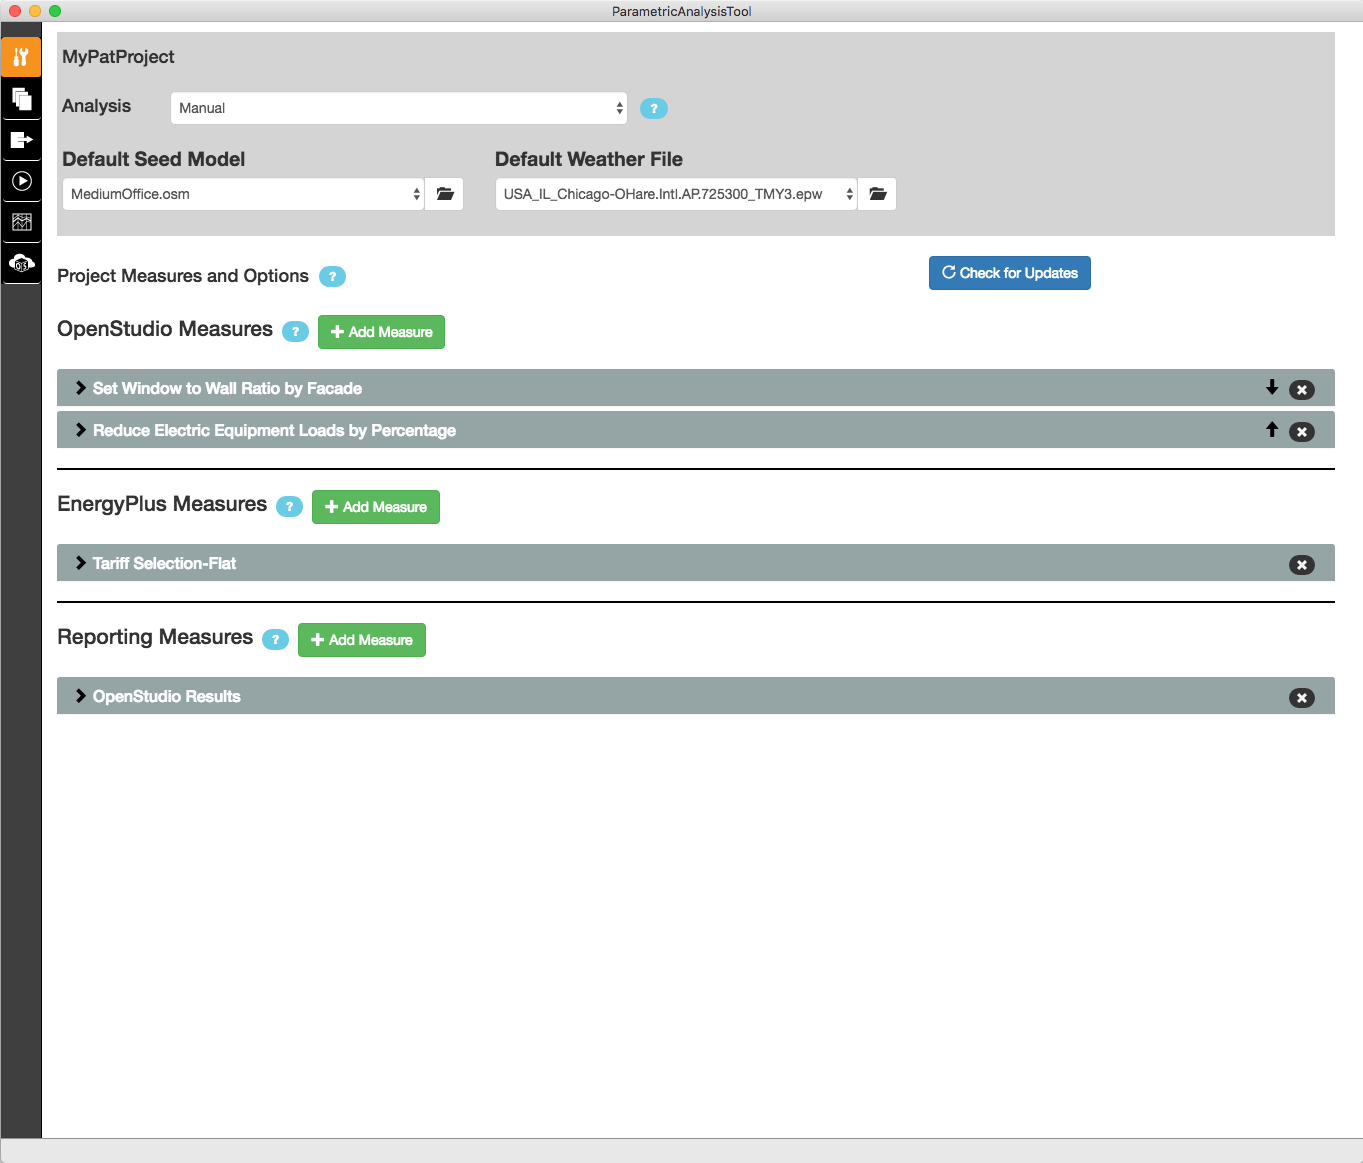 ParametricAnalysisTool
MyPatProject
Analysis
Manual
?
Default Seed Model
Default Weather File
MediumOffice.osm
USA_IL_Chicago-OHare.Intl.AP.725300_TMY3.epw
Project Measures and Options
?
Check for Updates
OpenStudio Measures
?
Add Measure
Set Window to Wall Ratio by Facade
Reduce Electric Equipment Loads by Percentage
EnergyPlus Measures
?
Add Measure
Tariff Selection-Flat
Reporting Measures
?
Add Measure
OpenStudio Results